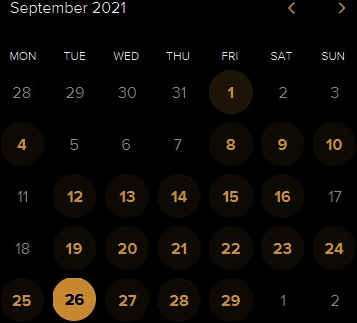 September 2021
MON TUE WED THU FRI SAT SUN
28 29 30 31 1 2 3
4 5 6 7 8 9 10
11 12 13 14 15 16 17
18 19 20 21 22 23 24
25 26 27 28 29 1 2